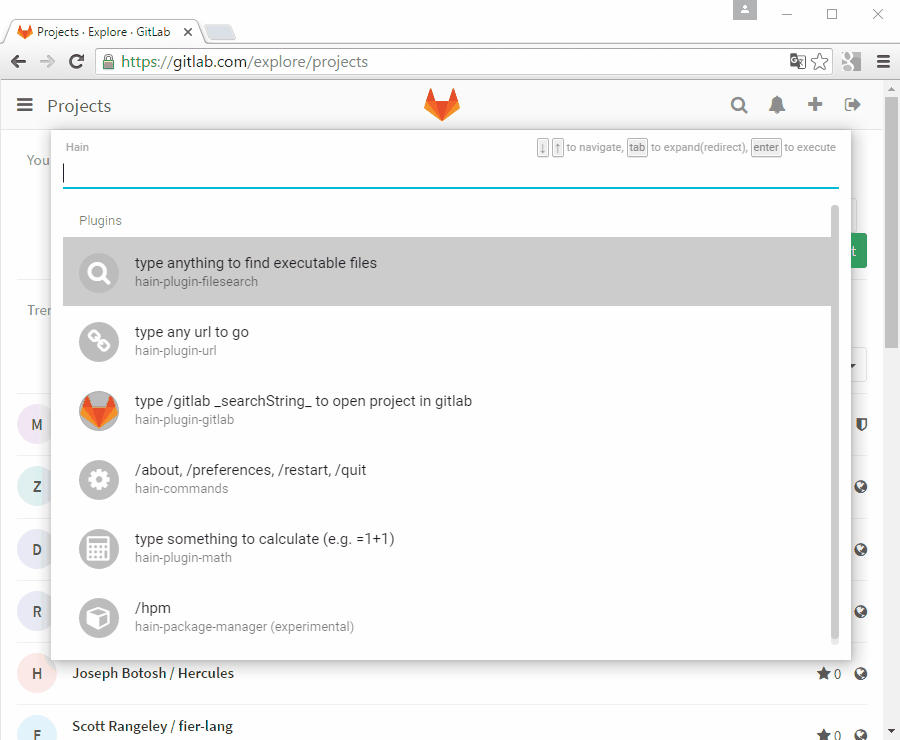 Projects · Explore · GitLab
https://gitlab.com/explore/projects
Projects
You
Hain
↓ ↑ to navigate, tab to expand(redirect), enter to execute
Plugins
type anything to find executable files
hain-plugin-filesearch
t
type any url to go
hain-plugin-url
Tren
type /gitlab _searchString_ to open project in gitlab
hain-plugin-gitlab
M
/about, /preferences, /restart, /quit
hain-commands
Z
type something to calculate (e.g. =1+1)
hain-plugin-math
D
/hpm
hain-package-manager (experimental)
R
H
Joseph Botosh / Hercules
0
F
Scott Rangeley / fier-lang
0